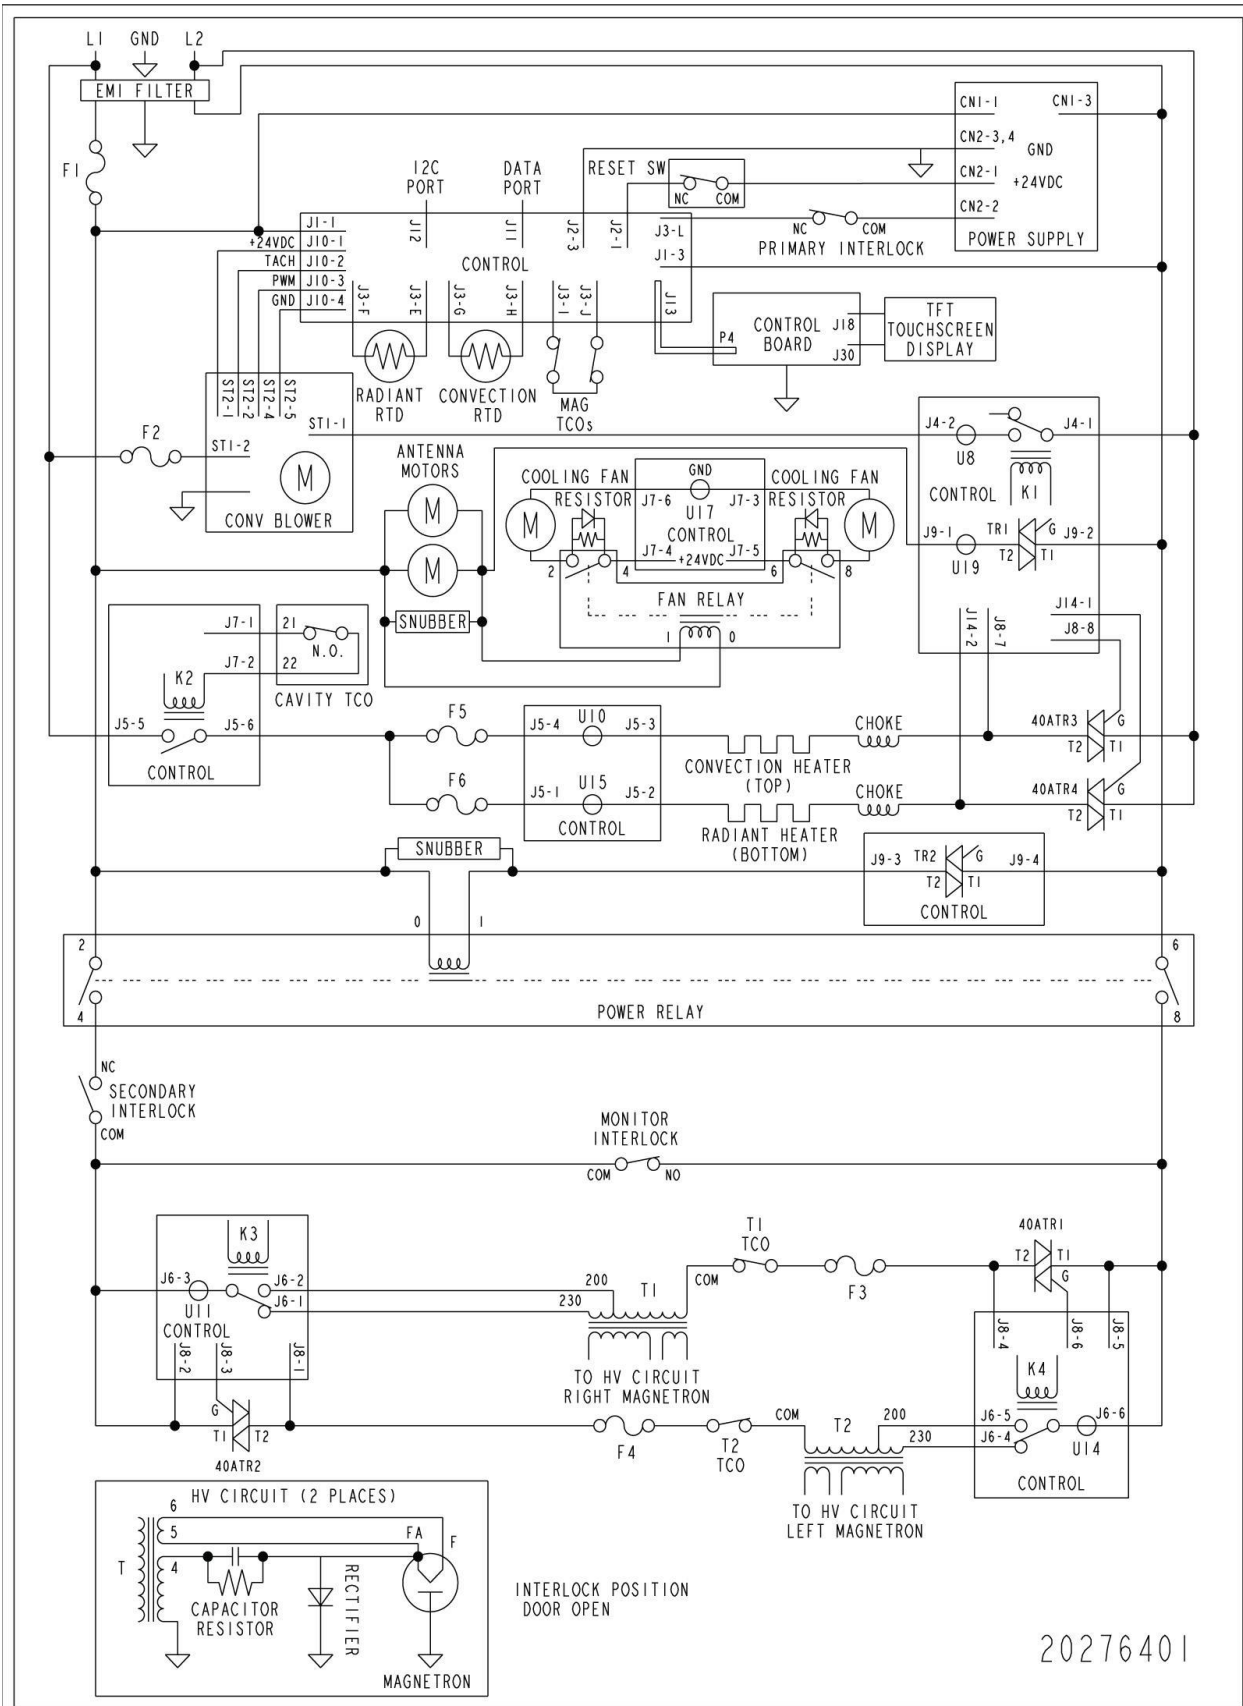 L1 GND L2
EMI FILTER
CN1-1 CN1-3
CN2-3,4
GND
CN2-1
+24VDC
CN2-2
POWER SUPPLY
F1
I2C
PORT
DATA
PORT
RESET SW
NC COM
NC COM
PRIMARY INTERLOCK
J1-1
+24VDC J10-1
TACH J10-2
PWM J10-3
GND J10-4
J12
J11
J2-3
J2-1
J3-L
J1-3
CONTROL
J3-F
J3-E
J3-G
J3-H
J3-I
J3-J
J13
P4
CONTROL
BOARD
J18
J30
TFT
TOUCHSCREEN
DISPLAY
RADIANT
RTD
CONVECTION
RTD
MAG
TCOs
ST2-1
ST2-2
ST2-4
ST2-5
ST1-1
F2
ST1-2
M
CONV BLOWER
ANTENNA
MOTORS
M
M
SNUBBER
COOLING FAN
RESISTOR
M
GND
J7-6 J7-3
U17
CONTROL
J7-4 J7-5
+24VDC
COOLING FAN
RESISTOR
M
2 4 6 8
FAN RELAY
1 0
J4-2 J4-1
U8
K1
CONTROL
J9-1 TR1 G J9-2
T2 T1
U19
J14-1
J8-8
J14-2
J8-7
J7-1 21
N.O.
J7-2 22
CAVITY TCO
K2
J5-5 J5-6
CONTROL
F5
J5-4 U10 J5-3
CONVECTION HEATER
(TOP)
CHOKE
40ATR3 G
T2 T1
F6
J5-1 U15 J5-2
CONTROL
RADIANT HEATER
(BOTTOM)
CHOKE
40ATR4 G
T2 T1
SNUBBER
J9-3 TR2 G J9-4
T2 T1
CONTROL
0 1
2 6
4 8
POWER RELAY
NC
SECONDARY
INTERLOCK
COM
MONITOR
INTERLOCK
COM NO
K3
J6-3 J6-2
J6-1
U11
CONTROL
J8-2
J8-3
J8-1
G
T1 T2
40ATR2
200 T1 COM
230
TO HV CIRCUIT
RIGHT MAGNETRON
T1
TCO
F3
40ATR1
T2 T1
G
J8-4
J8-6
J8-5
K4
J6-5 J6-6
J6-4
U14
CONTROL
F4
T2
TCO
COM T2 200
230
TO HV CIRCUIT
LEFT MAGNETRON
HV CIRCUIT (2 PLACES)
6
5
4
T
FA F
CAPACITOR
RESISTOR
RECTIFIER
MAGNETRON
INTERLOCK POSITION
DOOR OPEN
20276401